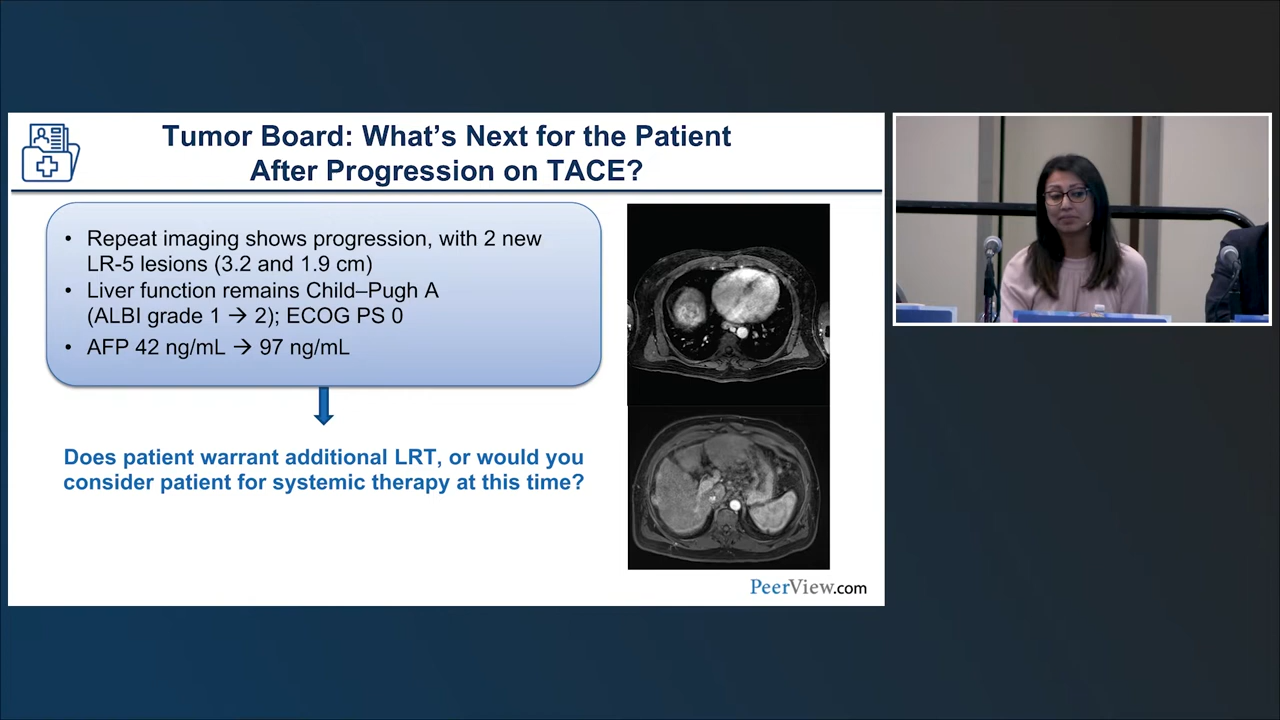 Tumor Board: What’s Next for the Patient
After Progression on TACE?
• Repeat imaging shows progression, with 2 new
LR-5 lesions (3.2 and 1.9 cm)
• Liver function remains Child–Pugh A
(ALBI grade 1 → 2); ECOG PS 0
• AFP 42 ng/mL → 97 ng/mL
Does patient warrant additional LRT, or would you
consider patient for systemic therapy at this time?
PeerView.com